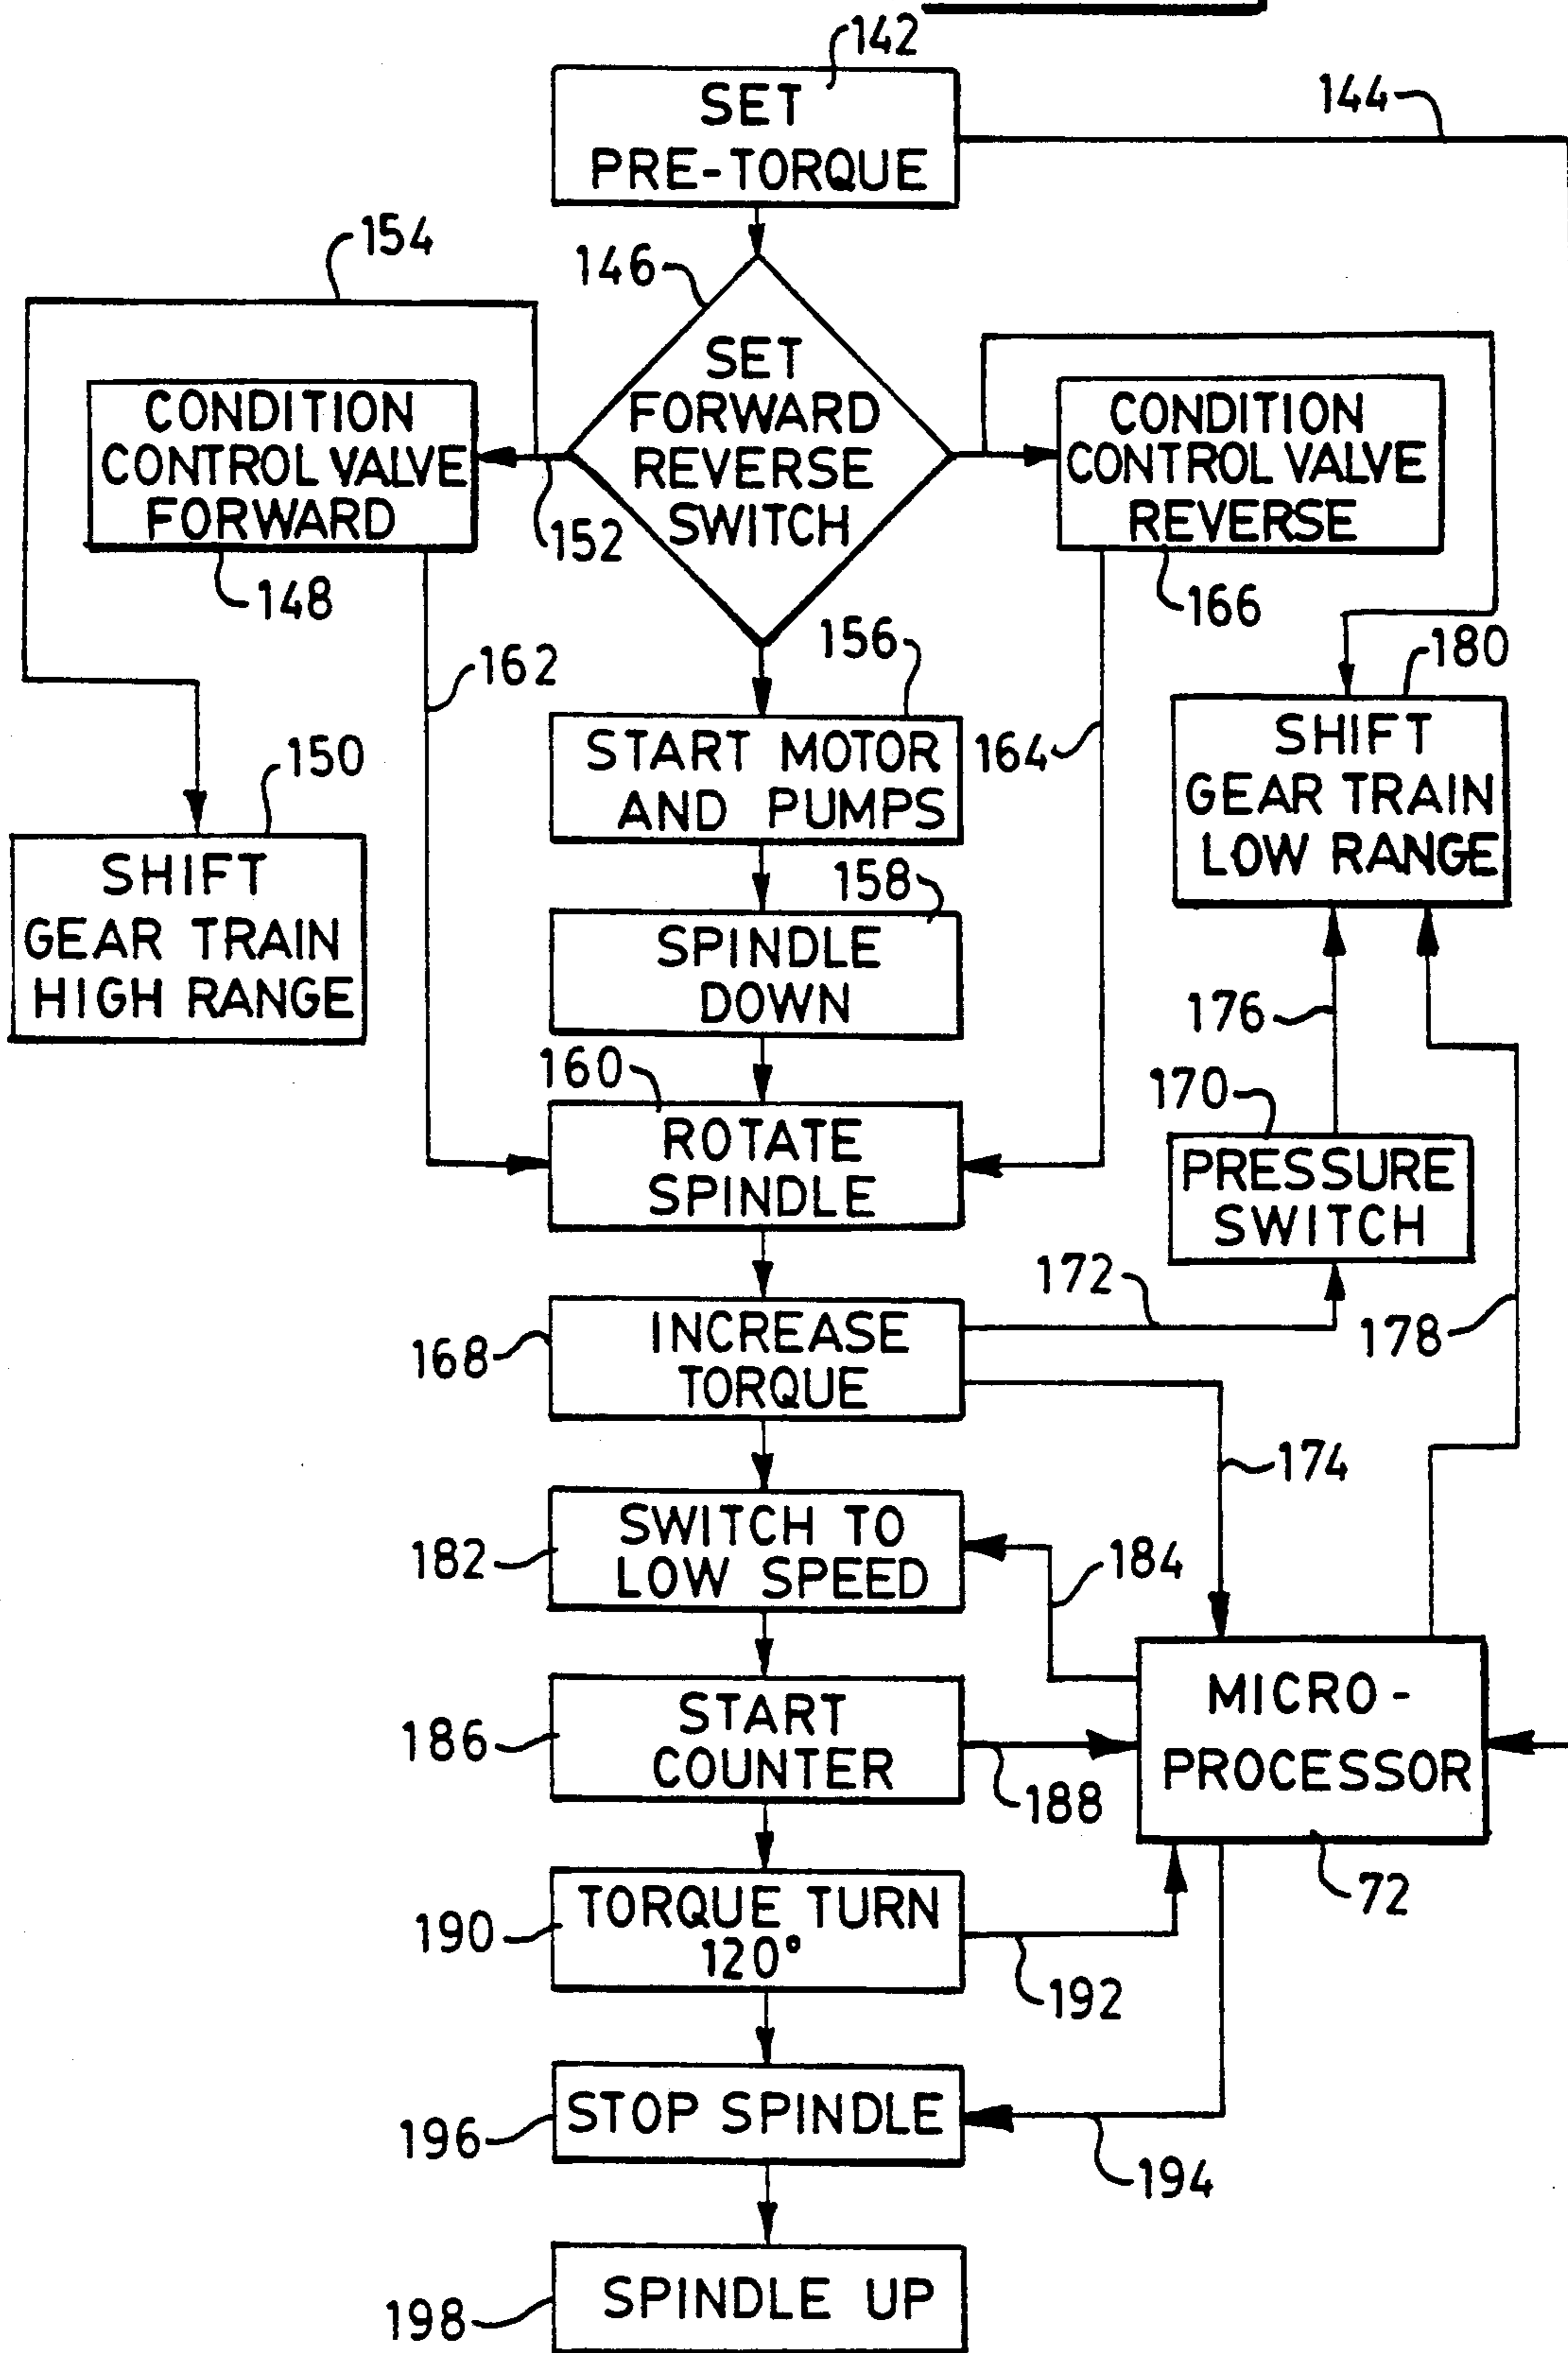 142
SET
PRE-TORQUE
144
154
146
SET
FORWARD
REVERSE
SWITCH
CONDITION
CONTROL VALVE
FORWARD
152
148
CONDITION
CONTROL VALVE
REVERSE
166
162
156
START MOTOR
AND PUMPS
164
180
SHIFT
GEAR TRAIN
LOW RANGE
150
SHIFT
GEAR TRAIN
HIGH RANGE
158
SPINDLE
DOWN
176
160
ROTATE
SPINDLE
170
PRESSURE
SWITCH
172
178
168
INCREASE
TORQUE
174
182
SWITCH TO
LOW SPEED
184
186
START
COUNTER
188
MICRO-
PROCESSOR
72
190
TORQUE TURN
120°
192
196
STOP SPINDLE
194
198
SPINDLE UP